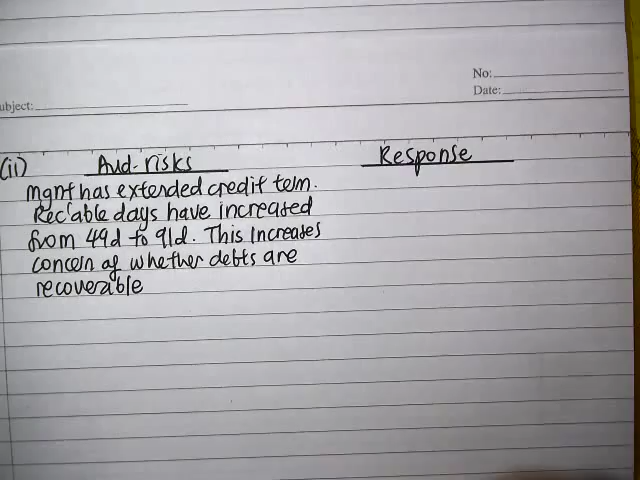 No:
Date:
ubject:
(ii) Aud. risks Response
mgnt has extended credit term.
Rec'able days have increased
from 49d to 91d. This increases
concern of whether debts are
recoverable